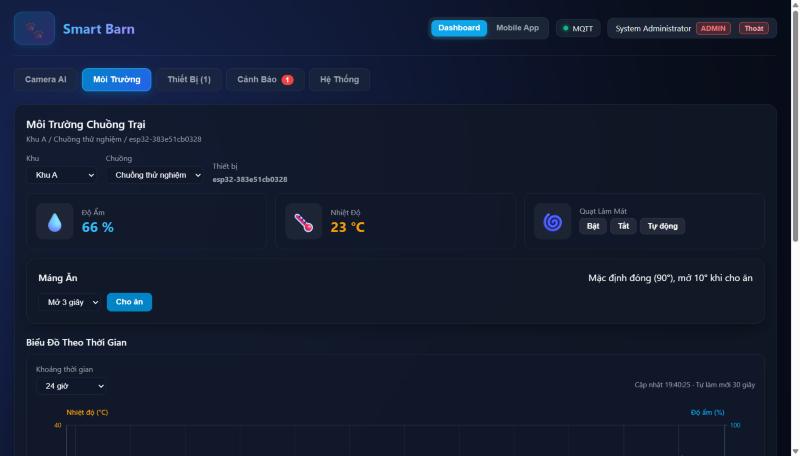 Smart Barn
Dashboard Mobile App MQTT System Administrator ADMIN Thoát
Camera AI Môi Trường Thiết Bị (1) Cảnh Báo 1 Hệ Thống
Môi Trường Chuồng Trại
Khu A / Chuồng thử nghiệm / esp32-383e51cb0328
Khu Chuồng Thiết bị
Khu A Chuồng thử nghiệm esp32-383e51cb0328
Độ Ẩm
66 %
Nhiệt Độ
23 °C
Quạt Làm Mát
Bật Tắt Tự động
Máng Ăn
Mặc định đóng (90°), mở 10° khi cho ăn
Mở 3 giây Cho ăn
Biểu Đồ Theo Thời Gian
Khoảng thời gian
24 giờ
Cập nhật 19:40:25 · Tự làm mới 30 giây
Nhiệt độ (°C) Độ ẩm (%)
40 100